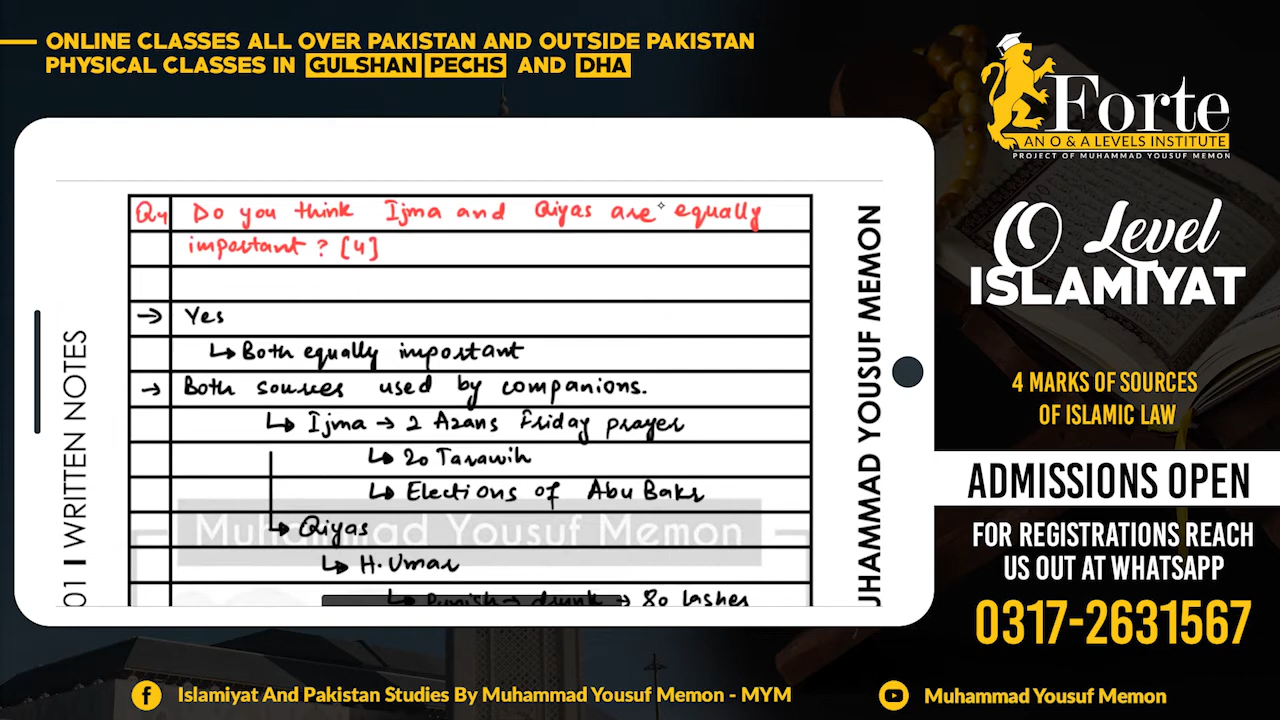 ONLINE CLASSES ALL OVER PAKISTAN AND OUTSIDE PAKISTAN
PHYSICAL CLASSES IN GULSHAN PECHS AND DHA
Forte
AN O & A LEVELS INSTITUTE
PROJECT OF MUHAMMAD YOUSUF MEMON
Q4 Do you think Ijma and Qiyas are equally
important? [4]
→ Yes
↳ Both equally important
→ Both sources used by companions.
↳ Ijma → 2 Azans Friday prayer
↳ 20 Tarawih
↳ Elections of Abu Bakr
↳ Qiyas
↳ H. Umar
↳ Punish → drunk → 80 lashes
Muhammad Yousuf Memon
01 I WRITTEN NOTES
UHAMMAD YOUSUF MEMON
O Level
ISLAMIYAT
4 MARKS OF SOURCES
OF ISLAMIC LAW
ADMISSIONS OPEN
FOR REGISTRATIONS REACH
US OUT AT WHATSAPP
0317-2631567
Islamiyat And Pakistan Studies By Muhammad Yousuf Memon - MYM
Muhammad Yousuf Memon